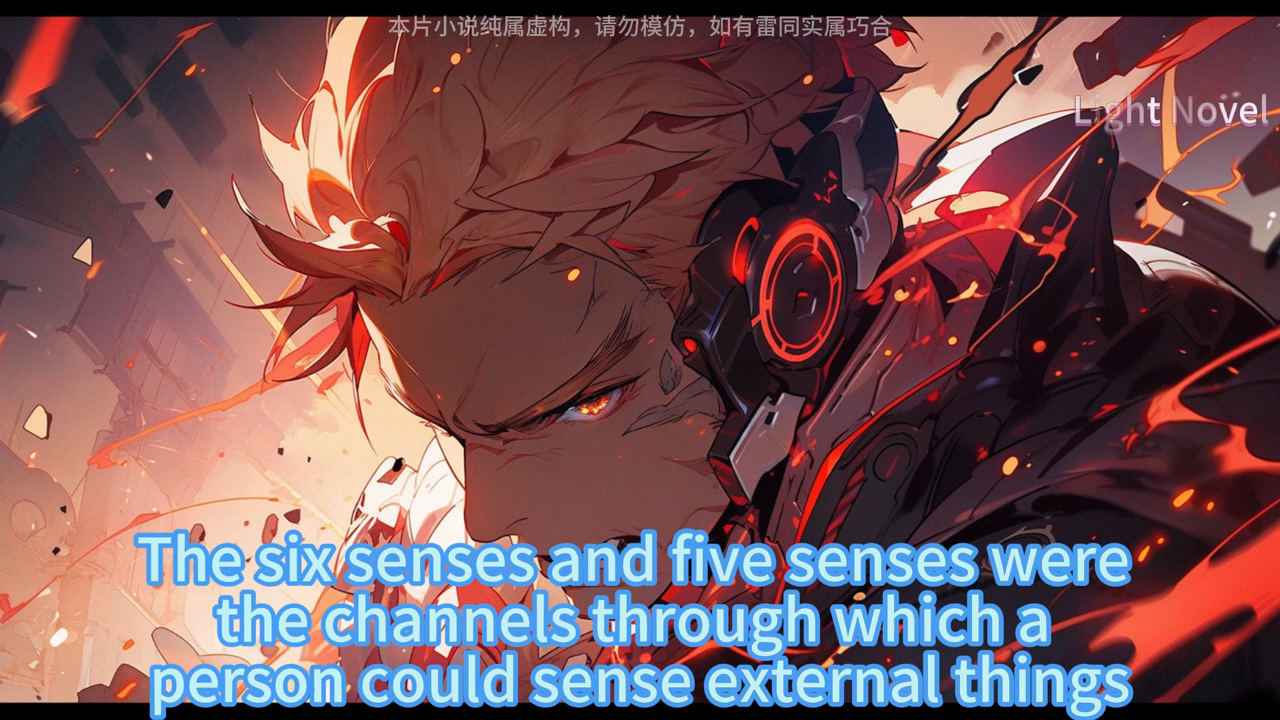 本片小说纯属虚构，请勿模仿，如有雷同实属巧合
Light Novel
The six senses and five senses were
the channels through which a
person could sense external things